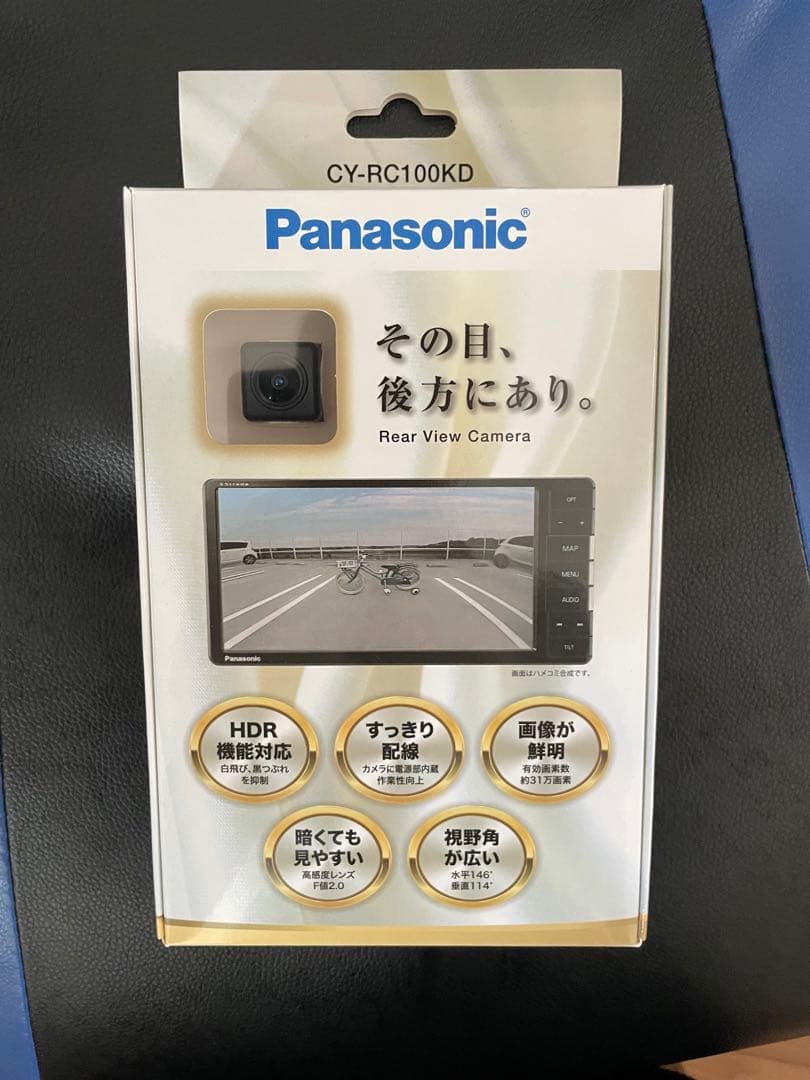 CY-RC100KD
Panasonic®
その目、
後方にあり。
Rear View Camera
Strada
OPT
− +
MAP
MENU
AUDIO
TILT
Panasonic
画面はハメコミ合成です。
HDR
機能対応
白飛び、黒つぶれ
を抑制
すっきり
配線
カメラに電源部内蔵
作業性向上
画像が
鮮明
有効画素数
約31万画素
暗くても
見やすい
高感度レンズ
F値2.0
視野角
が広い
水平146°
垂直114°